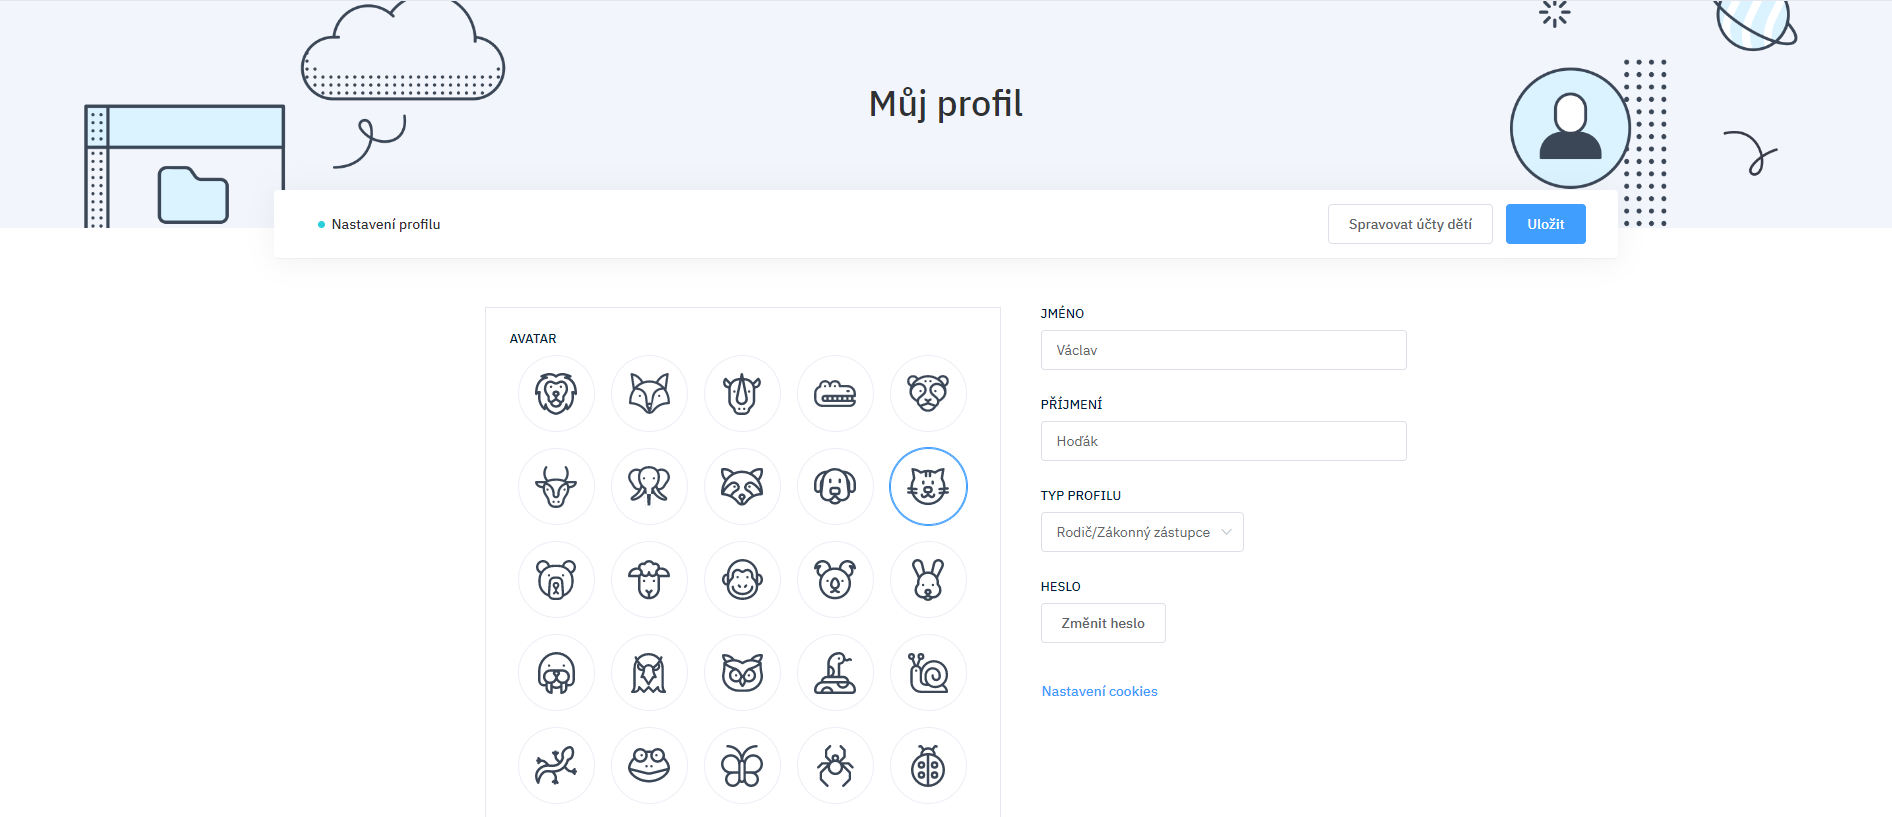 Můj profil
Nastavení profilu
Spravovat účty dětí
Uložit
AVATAR
JMÉNO
Václav
PŘÍJMENÍ
Hoďák
TYP PROFILU
Rodič/Zákonný zástupce
HESLO
Změnit heslo
Nastavení cookies